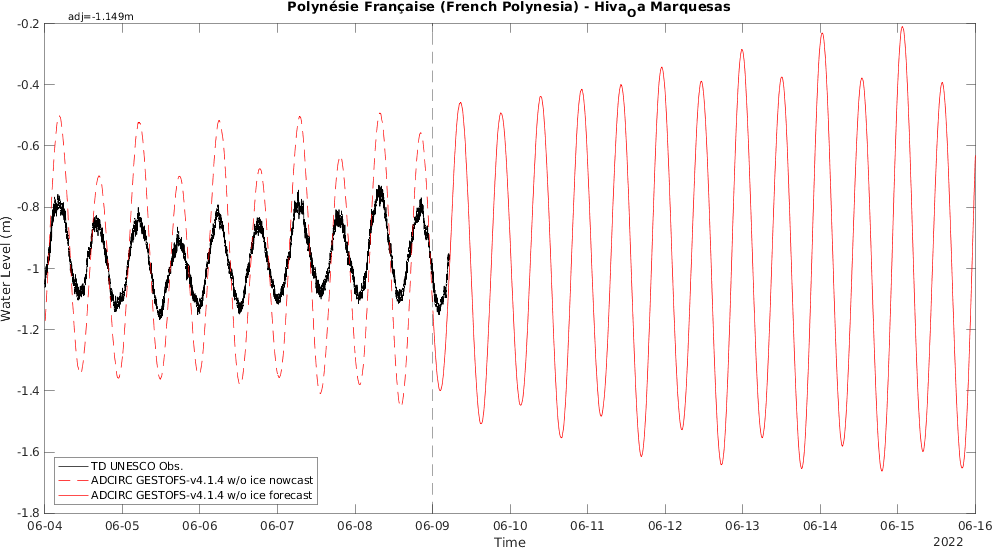 Polynésie Française (French Polynesia) - HivaOa Marquesas
adj=-1.149m
-0.2
-0.4
-0.6
-0.8
-1
-1.2
-1.4
-1.6
-1.8
Water Level (m)
TD UNESCO Obs.
ADCIRC GESTOFS-v4.1.4 w/o ice nowcast
ADCIRC GESTOFS-v4.1.4 w/o ice forecast
06-04 06-05 06-06 06-07 06-08 06-09 06-10 06-11 06-12 06-13 06-14 06-15 06-16
Time
2022